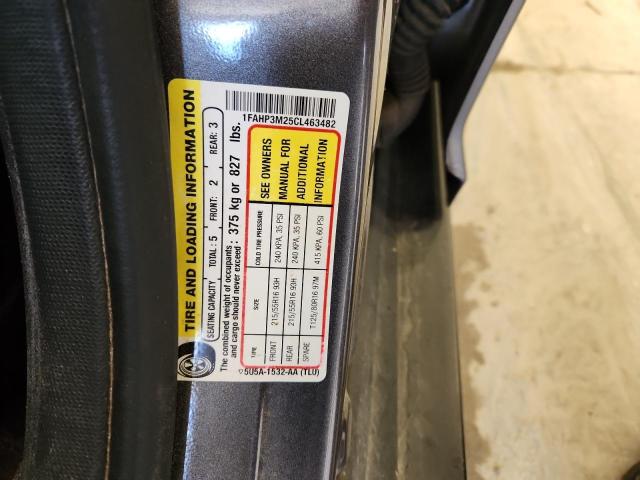 TIRE AND LOADING INFORMATION
SEATING CAPACITY TOTAL: 5 FRONT: 2 REAR: 3
The combined weight of occupants
and cargo should never exceed : 375 kg or 827 lbs.
1FAHP3M25CL463482
TYPE SIZE COLD TIRE PRESSURE SEE OWNERS
FRONT 215/55R16 93H 240 KPA, 35 PSI MANUAL FOR
REAR 215/55R16 93H 240 KPA, 35 PSI ADDITIONAL
SPARE T125/80R16 97M 415 KPA, 60 PSI INFORMATION
5U5A-1532-AA (TLU)